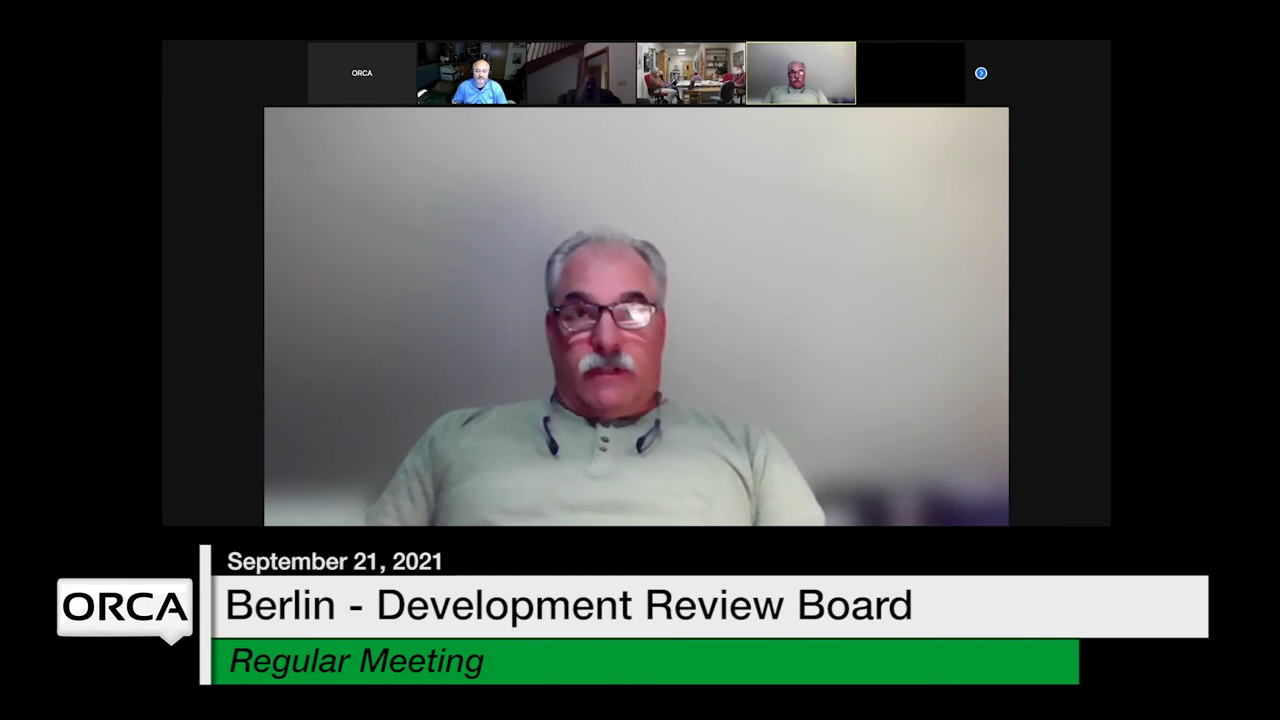 ORCA
September 21, 2021
ORCA
Berlin - Development Review Board
Regular Meeting